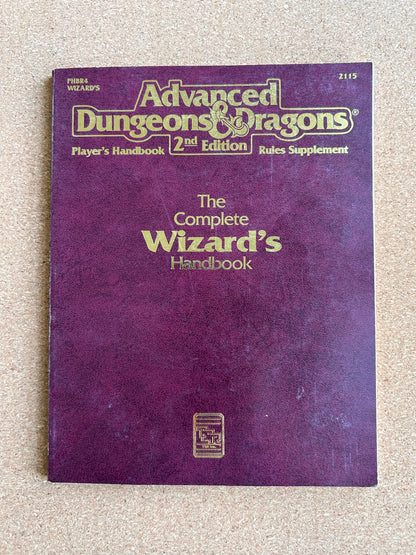 PHBR4
WIZARD'S
2115
Advanced
Dungeons & Dragons®
Player's Handbook 2nd Edition Rules Supplement
The
Complete
Wizard's
Handbook
TSR